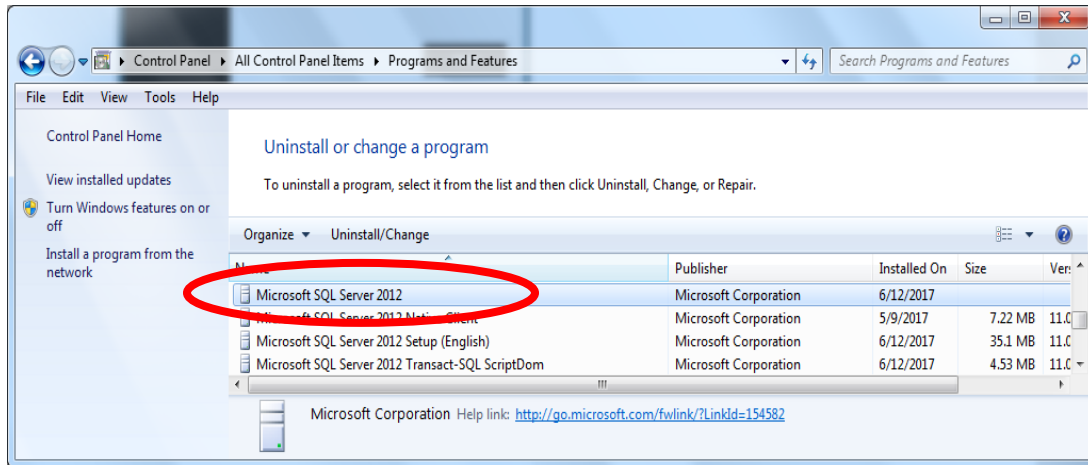 Control Panel ▸ All Control Panel Items ▸ Programs and Features
Search Programs and Features
File Edit View Tools Help
Control Panel Home
View installed updates
Turn Windows features on or
off
Install a program from the
network
Uninstall or change a program
To uninstall a program, select it from the list and then click Uninstall, Change, or Repair.
Organize Uninstall/Change
Publisher Installed On Size
Microsoft SQL Server 2012 Microsoft Corporation 6/12/2017
Microsoft SQL Server 2012 Native Client Microsoft Corporation 5/9/2017 7.22 MB 11.0
Microsoft SQL Server 2012 Setup (English) Microsoft Corporation 6/12/2017 35.1 MB 11.0
Microsoft SQL Server 2012 Transact-SQL ScriptDom Microsoft Corporation 6/12/2017 4.53 MB 11.0
Microsoft Corporation Help link: http://go.microsoft.com/fwlink/?LinkId=154582